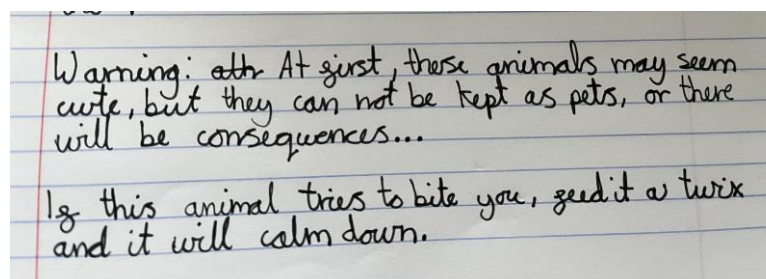 Warning: At first, these animals may seem
cute, but they can not be kept as pets, or there
will be consequences...
If this animal tries to bite you, feed it a twix
and it will calm down.